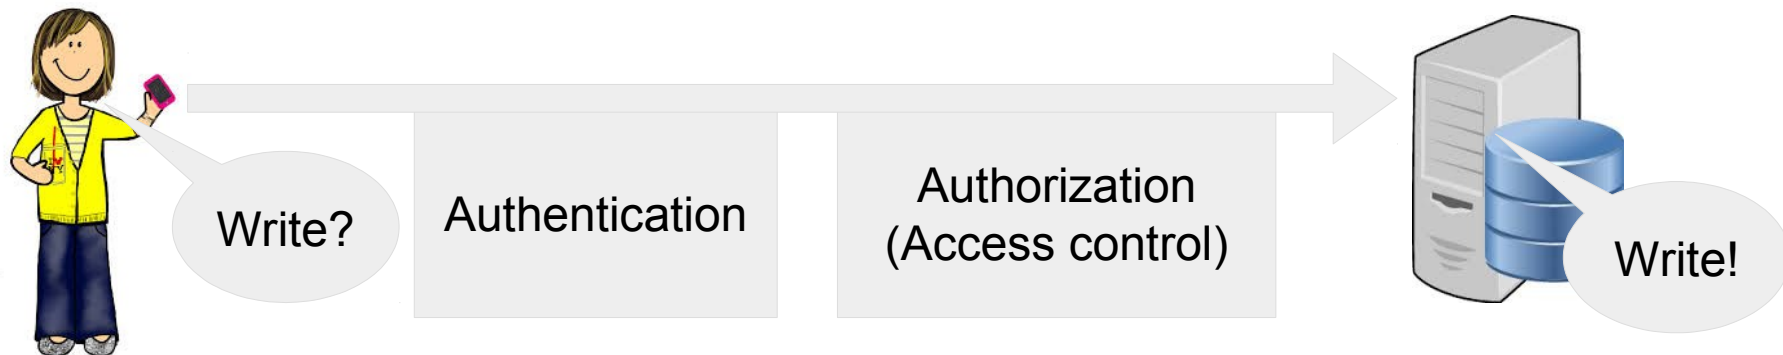 Write?
Authentication
Authorization
(Access control)
Write!